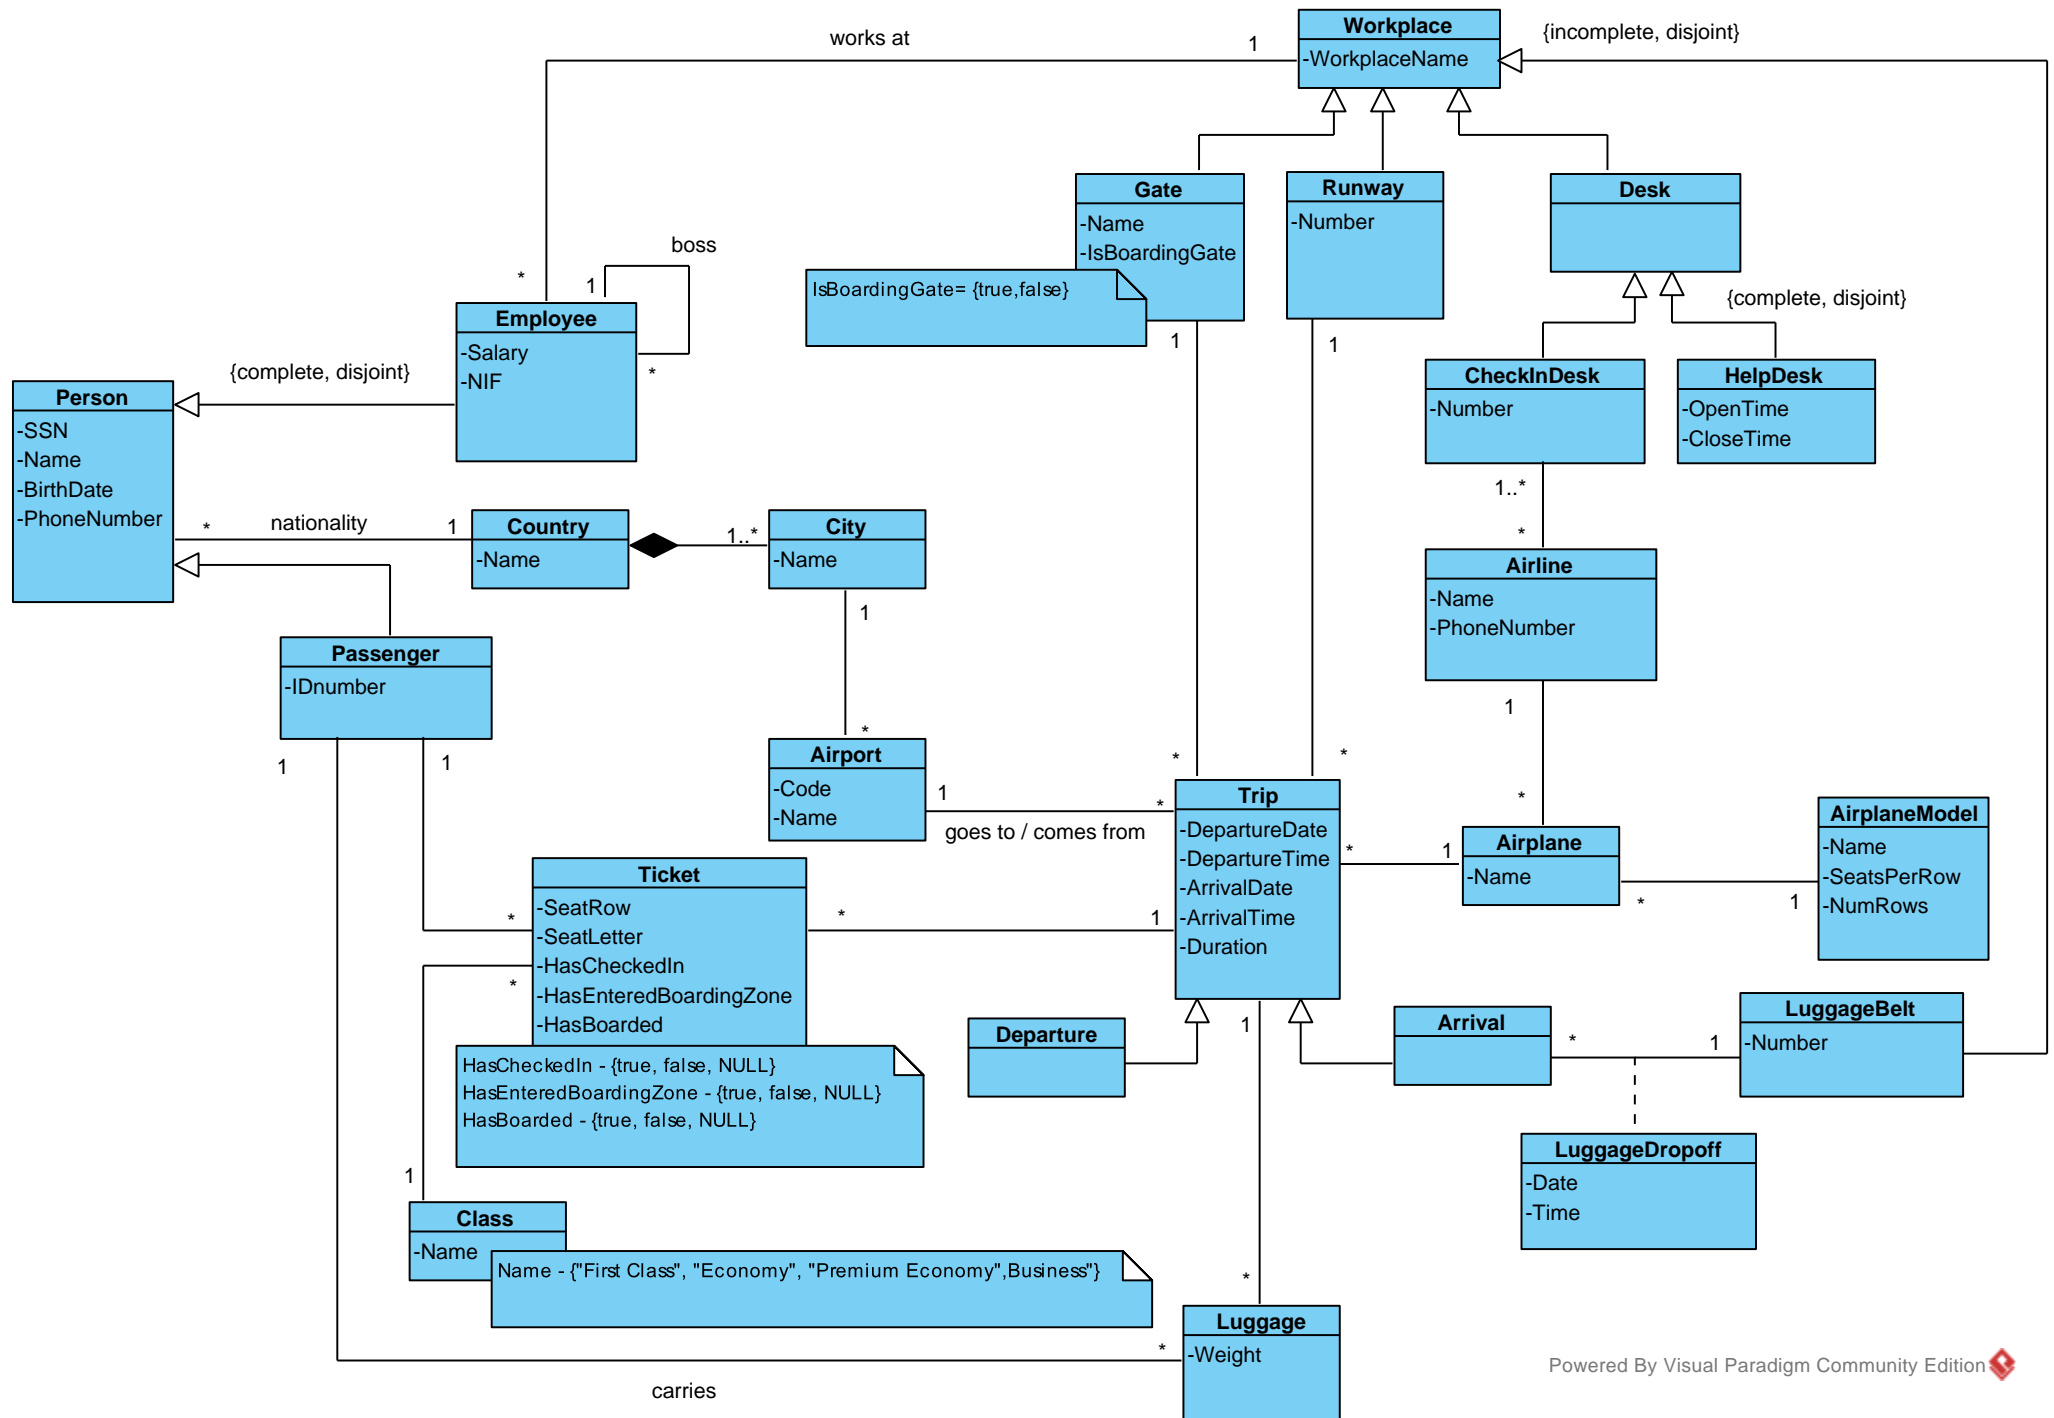 works at
1
Workplace
-WorkplaceName
{incomplete, disjoint}
Gate
-Name
-IsBoardingGate
IsBoardingGate= {true,false}
1
Runway
-Number
1
Desk
{complete, disjoint}
boss
*
1
Employee
-Salary
-NIF
*
{complete, disjoint}
Person
-SSN
-Name
-BirthDate
-PhoneNumber
*
nationality
1
Country
-Name
1..*
City
-Name
1
*
CheckInDesk
-Number
HelpDesk
-OpenTime
-CloseTime
1..*
*
Airline
-Name
-PhoneNumber
1
*
Passenger
-IDnumber
1
1
Airport
-Code
-Name
1
*
goes to / comes from
*
*
Trip
-DepartureDate
-DepartureTime
-ArrivalDate
-ArrivalTime
-Duration
*
1
Airplane
-Name
*
1
AirplaneModel
-Name
-SeatsPerRow
-NumRows
Ticket
-SeatRow
-SeatLetter
-HasCheckedIn
-HasEnteredBoardingZone
-HasBoarded
*
*
*
1
HasCheckedIn - {true, false, NULL}
HasEnteredBoardingZone - {true, false, NULL}
HasBoarded - {true, false, NULL}
Departure
1
Arrival
*
1
LuggageBelt
-Number
LuggageDropoff
-Date
-Time
1
Class
-Name
Name - {"First Class", "Economy", "Premium Economy",Business"}
*
Luggage
-Weight
*
carries
Powered By Visual Paradigm Community Edition